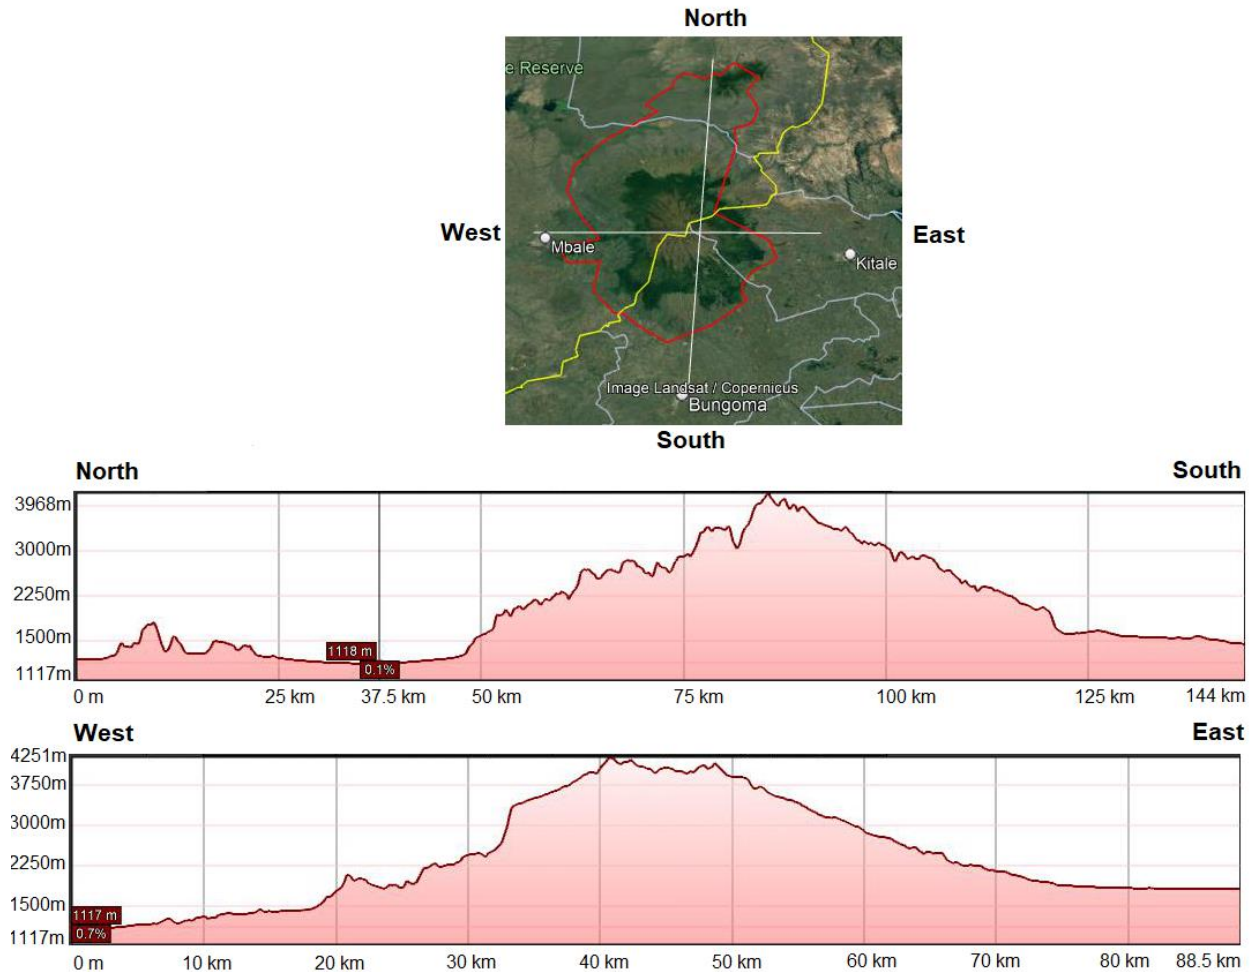 North
e Reserve
West
East
Mbale
Kitale
Image Landsat / Copernicus
Bungoma
South
North
South
3968m
3000m
2250m
1500m
1118 m
0.1%
1117m
0 m
25 km
37.5 km
50 km
75 km
100 km
125 km
144 km
West
East
4251m
3750m
3000m
2250m
1500m
1117 m
0.7%
1117m
0 m
10 km
20 km
30 km
40 km
50 km
60 km
70 km
80 km
88.5 km